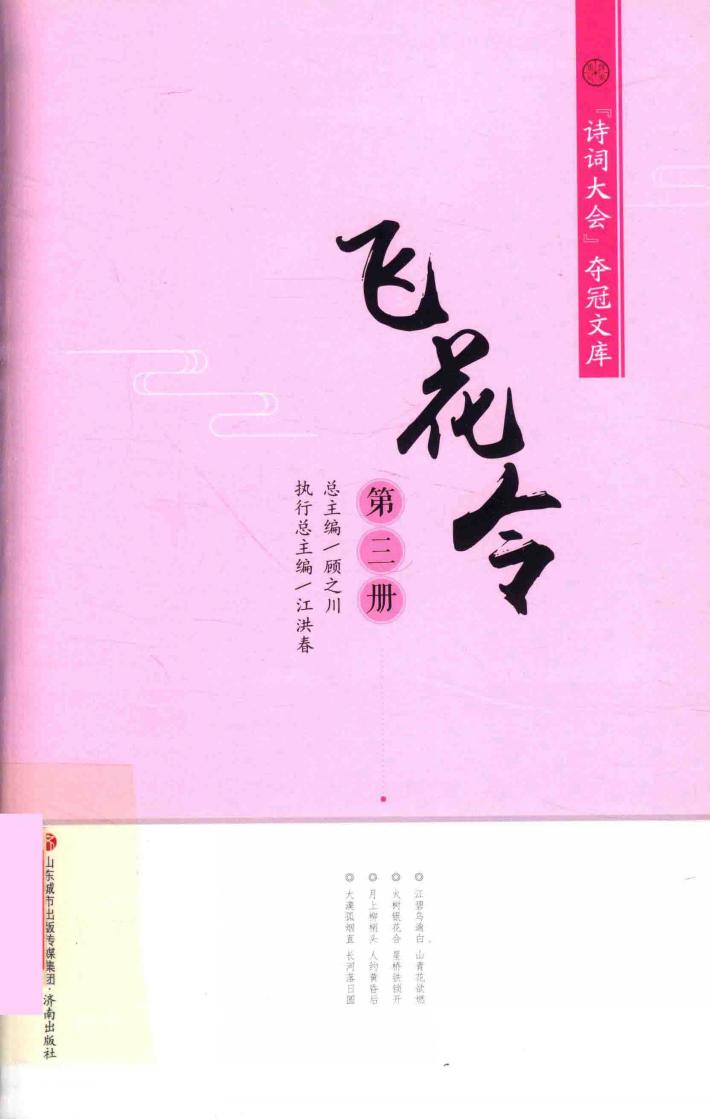 『诗词大会』夺冠文库
飞花令
第三册
总主编/顾之川
执行总主编/江洪春
◎ 江碧鸟逾白 山青花欲燃
◎ 火树银花合 星桥铁锁开
◎ 月上柳梢头 人约黄昏后
◎ 大漠孤烟直 长河落日圆
山东城市出版传媒集团·济南出版社